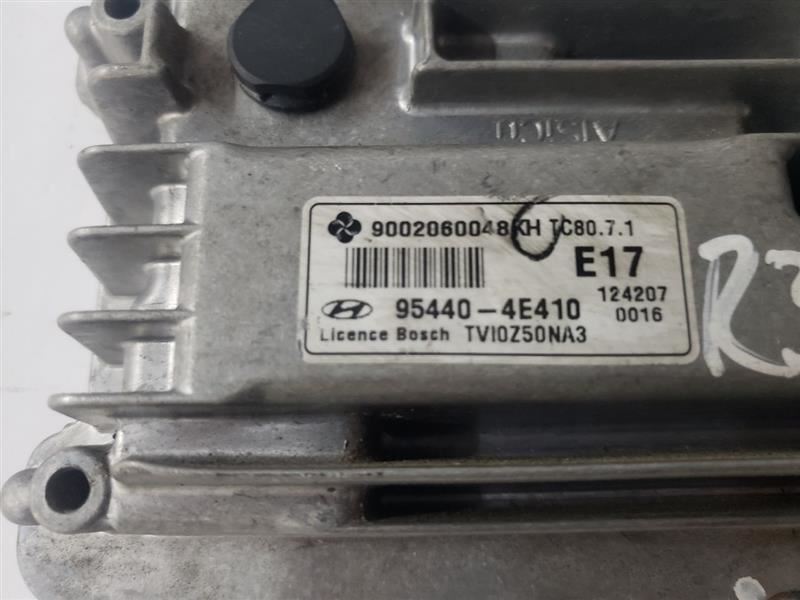 9002060048KH TC80.7.1
E17
124207
95440-4E410
0016
Licence Bosch TVI0Z50NA3